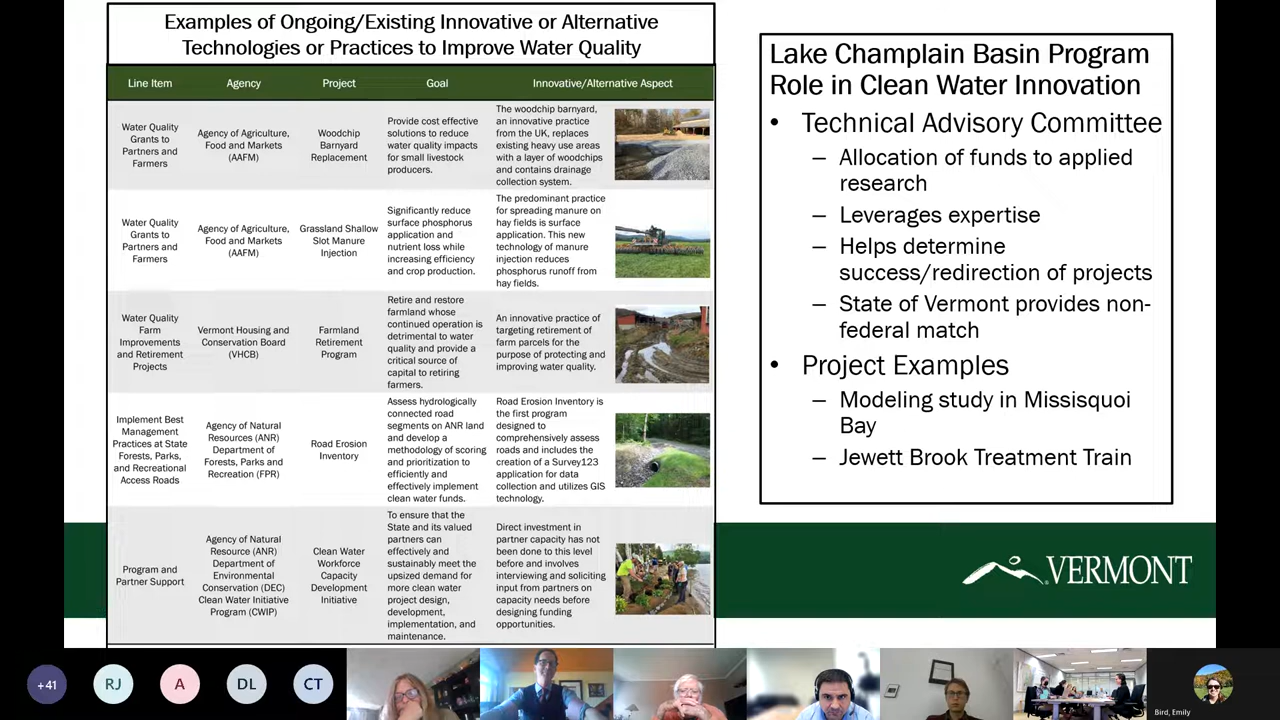 Examples of Ongoing/Existing Innovative or Alternative
Technologies or Practices to Improve Water Quality
Line Item
Agency
Project
Goal
Innovative/Alternative Aspect
Water Quality
Grants to
Partners and
Farmers
Agency of Agriculture,
Food and Markets
(AAFM)
Woodchip
Barnyard
Replacement
Provide cost effective
solutions to reduce
water quality impacts
for small livestock
producers.
The woodchip barnyard,
an innovative practice
from the UK, replaces
existing heavy use areas
with a layer of woodchips
and contains drainage
collection system.
Water Quality
Grants to
Partners and
Farmers
Agency of Agriculture,
Food and Markets
(AAFM)
Grassland Shallow
Slot Manure
Injection
Significantly reduce
surface phosphorus
application and
nutrient loss while
increasing efficiency
and crop production.
The predominant practice
for spreading manure on
hay fields is surface
application. This new
technology of manure
injection reduces
phosphorus runoff from
hay fields.
Water Quality
Farm
Improvements
and Retirement
Projects
Vermont Housing and
Conservation Board
(VHCB)
Farmland
Retirement
Program
Retire and restore
farmland whose
continued operation is
detrimental to water
quality and provide a
critical source of
capital to retiring
farmers.
An innovative practice of
targeting retirement of
farm parcels for the
purpose of protecting and
improving water quality.
Implement Best
Management
Practices at State
Forests, Parks,
and Recreational
Access Roads
Agency of Natural
Resources (ANR)
Department of
Forests, Parks and
Recreation (FPR)
Road Erosion
Inventory
Assess hydrologically
connected road
segments on ANR land
and develop a
methodology of scoring
and prioritization to
efficiently and
effectively implement
clean water funds.
Road Erosion Inventory is
the first program
designed to
comprehensively assess
roads and includes the
creation of a Survey123
application for data
collection and utilizes GIS
technology.
Program and
Partner Support
Agency of Natural
Resource (ANR)
Department of
Environmental
Conservation (DEC)
Clean Water Initiative
Program (CWIP)
Clean Water
Workforce
Capacity
Development
Initiative
To ensure that the
State and its valued
partners can
effectively and
sustainably meet the
upsized demand for
more clean water
project design,
development,
implementation, and
maintenance.
Direct investment in
partner capacity has not
been done to this level
before and involves
interviewing and soliciting
input from partners on
capacity needs before
designing funding
opportunities.
Lake Champlain Basin Program
Role in Clean Water Innovation
• Technical Advisory Committee
– Allocation of funds to applied
research
– Leverages expertise
– Helps determine
success/redirection of projects
– State of Vermont provides non-
federal match
• Project Examples
– Modeling study in Missisquoi
Bay
– Jewett Brook Treatment Train
VERMONT
+41
RJ
A
DL
CT
Bird, Emily